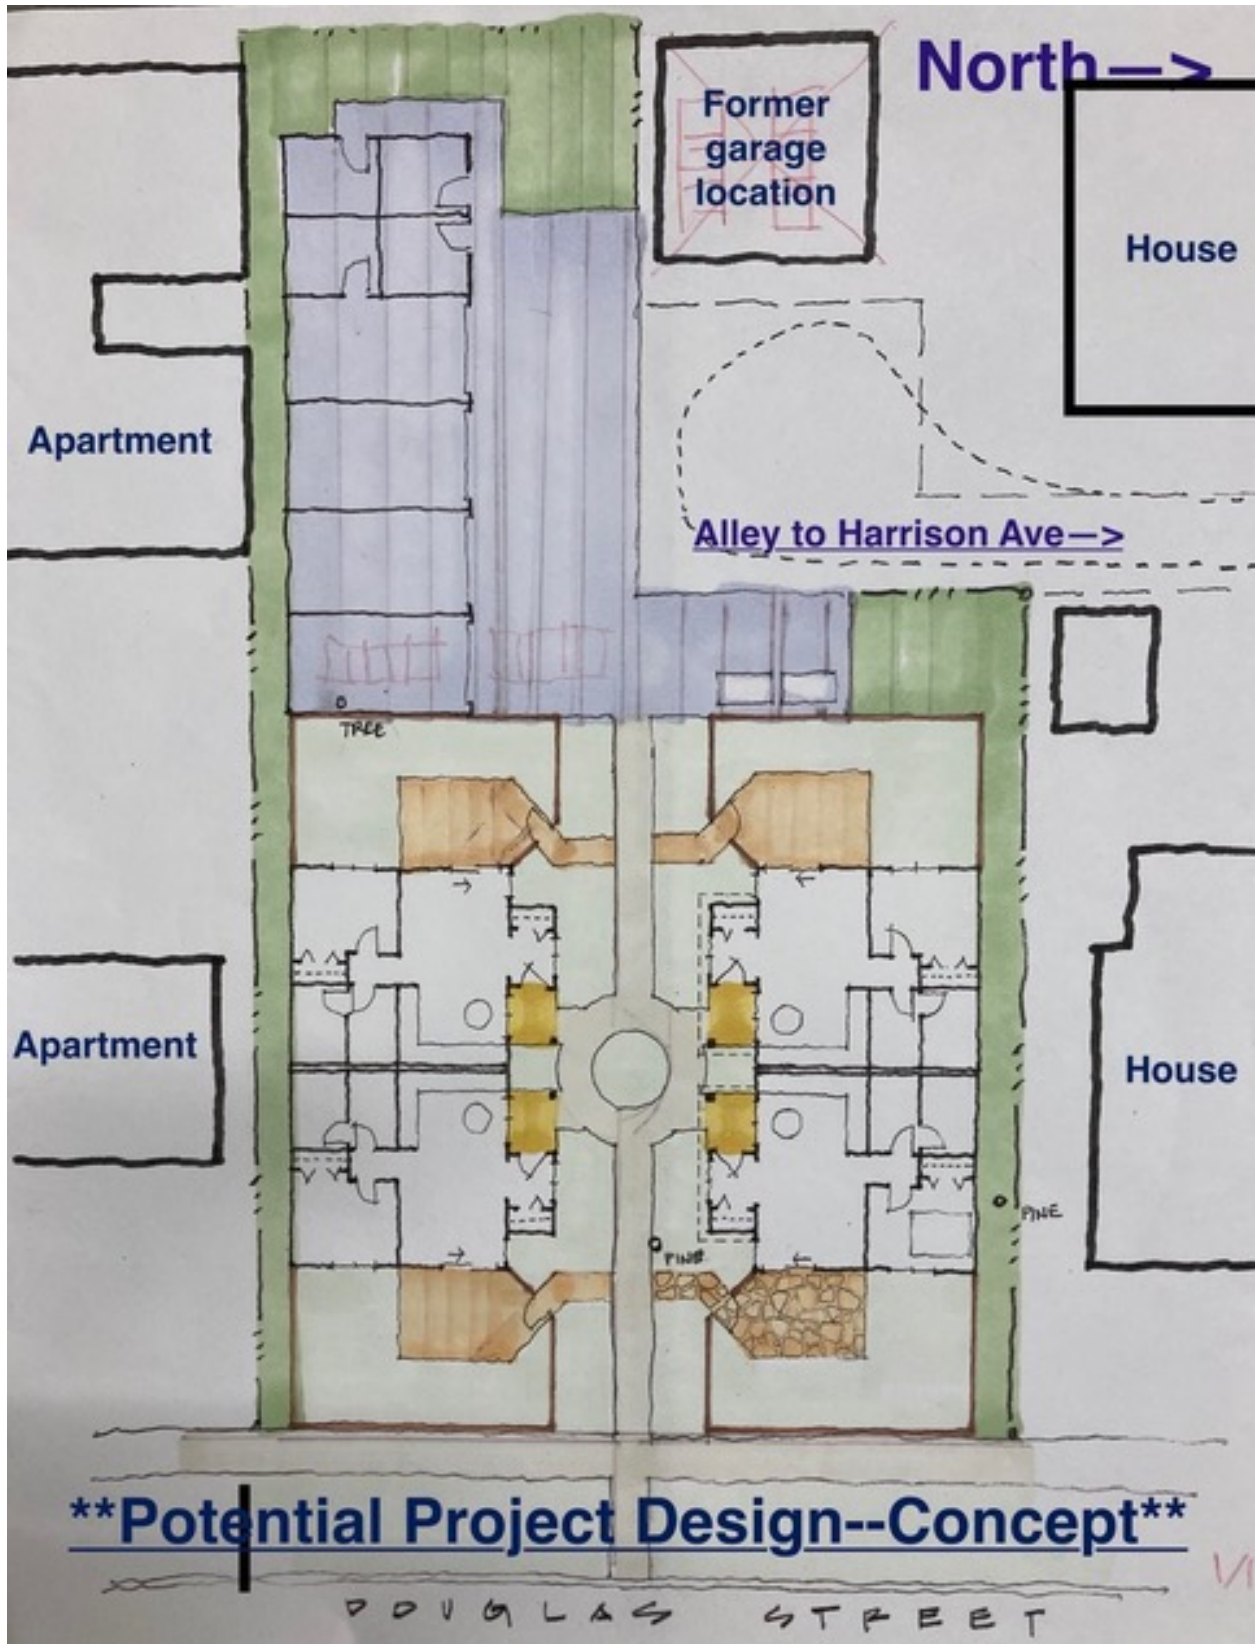 North—>
Former
garage
location
House
Apartment
Alley to Harrison Ave—>
TREE
Apartment
House
PINE
PINE
**Potential Project Design--Concept**
DOUGLAS STREET